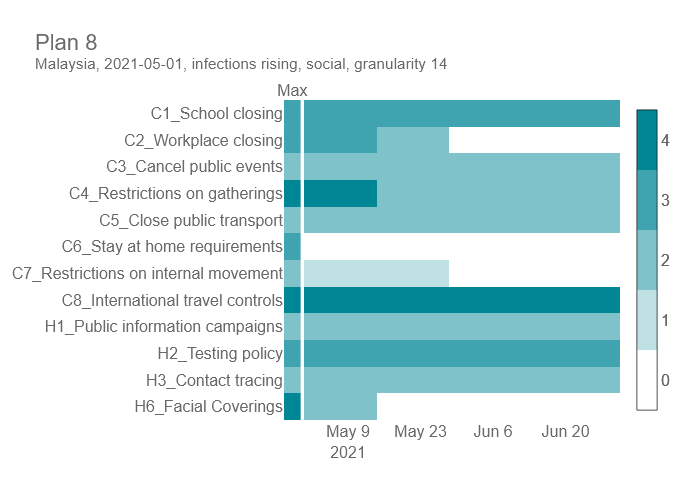 Plan 8
Malaysia, 2021-05-01, infections rising, social, granularity 14
Max
C1_School closing
C2_Workplace closing
C3_Cancel public events
C4_Restrictions on gatherings
C5_Close public transport
C6_Stay at home requirements
C7_Restrictions on internal movement
C8_International travel controls
H1_Public information campaigns
H2_Testing policy
H3_Contact tracing
H6_Facial Coverings
May 9 May 23 Jun 6 Jun 20
2021
4
3
2
1
0